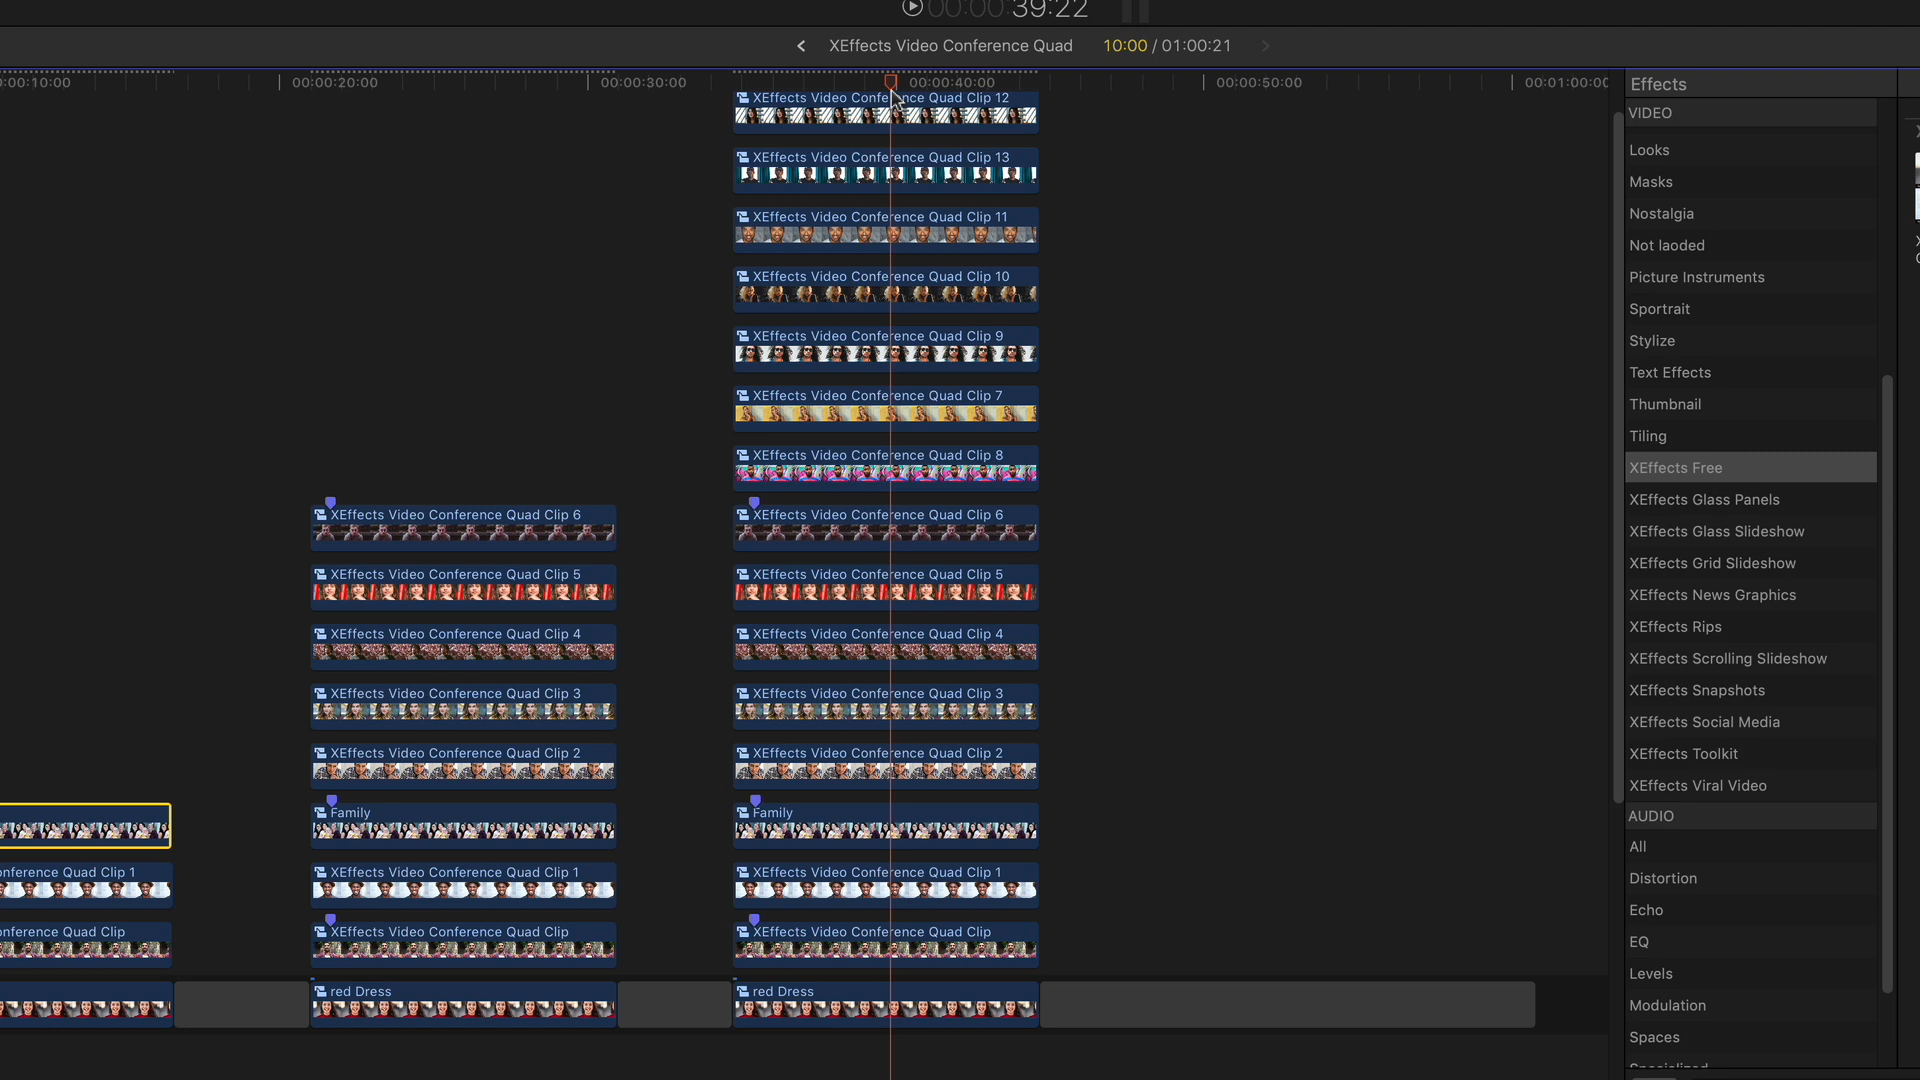 00:00:39:22
XEffects Video Conference Quad
10:00 / 01:00:21
0:00:10:00
00:00:20:00
00:00:30:00
00:00:40:00
00:00:50:00
00:01:00:00
XEffects Video Conference Quad Clip 12
XEffects Video Conference Quad Clip 13
XEffects Video Conference Quad Clip 11
XEffects Video Conference Quad Clip 10
XEffects Video Conference Quad Clip 9
XEffects Video Conference Quad Clip 7
XEffects Video Conference Quad Clip 8
XEffects Video Conference Quad Clip 6
XEffects Video Conference Quad Clip 6
XEffects Video Conference Quad Clip 5
XEffects Video Conference Quad Clip 5
XEffects Video Conference Quad Clip 4
XEffects Video Conference Quad Clip 4
XEffects Video Conference Quad Clip 3
XEffects Video Conference Quad Clip 3
XEffects Video Conference Quad Clip 2
XEffects Video Conference Quad Clip 2
Family
Family
onference Quad Clip 1
XEffects Video Conference Quad Clip 1
XEffects Video Conference Quad Clip 1
onference Quad Clip
XEffects Video Conference Quad Clip
XEffects Video Conference Quad Clip
red Dress
red Dress
Effects
VIDEO
Looks
Masks
Nostalgia
Not laoded
Picture Instruments
Sportrait
Stylize
Text Effects
Thumbnail
Tiling
XEffects Free
XEffects Glass Panels
XEffects Glass Slideshow
XEffects Grid Slideshow
XEffects News Graphics
XEffects Rips
XEffects Scrolling Slideshow
XEffects Snapshots
XEffects Social Media
XEffects Toolkit
XEffects Viral Video
AUDIO
All
Distortion
Echo
EQ
Levels
Modulation
Spaces
Specialized